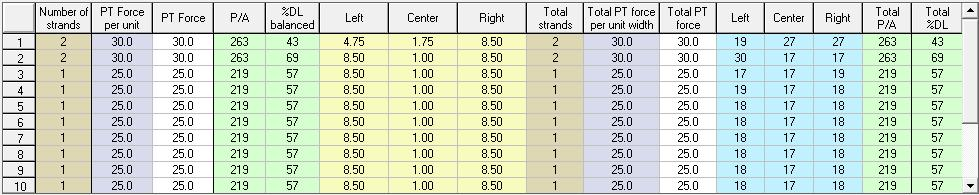 Number of strands PT Force per unit PT Force P/A %DL balanced Left Center Right Total strands Total PT force per unit width Total PT force Left Center Right Total P/A Total %DL
1 2 30.0 30.0 263 43 4.75 1.75 8.50 2 30.0 30.0 19 27 27 263 43
2 2 30.0 30.0 263 69 8.50 1.00 8.50 2 30.0 30.0 30 17 17 263 69
3 1 25.0 25.0 219 57 8.50 1.00 8.50 1 25.0 25.0 17 17 19 219 57
4 1 25.0 25.0 219 57 8.50 1.00 8.50 1 25.0 25.0 19 17 18 219 57
5 1 25.0 25.0 219 57 8.50 1.00 8.50 1 25.0 25.0 18 17 18 219 57
6 1 25.0 25.0 219 57 8.50 1.00 8.50 1 25.0 25.0 18 17 18 219 57
7 1 25.0 25.0 219 57 8.50 1.00 8.50 1 25.0 25.0 18 17 18 219 57
8 1 25.0 25.0 219 57 8.50 1.00 8.50 1 25.0 25.0 18 17 18 219 57
9 1 25.0 25.0 219 57 8.50 1.00 8.50 1 25.0 25.0 18 17 18 219 57
10 1 25.0 25.0 219 57 8.50 1.00 8.50 1 25.0 25.0 18 17 18 219 57